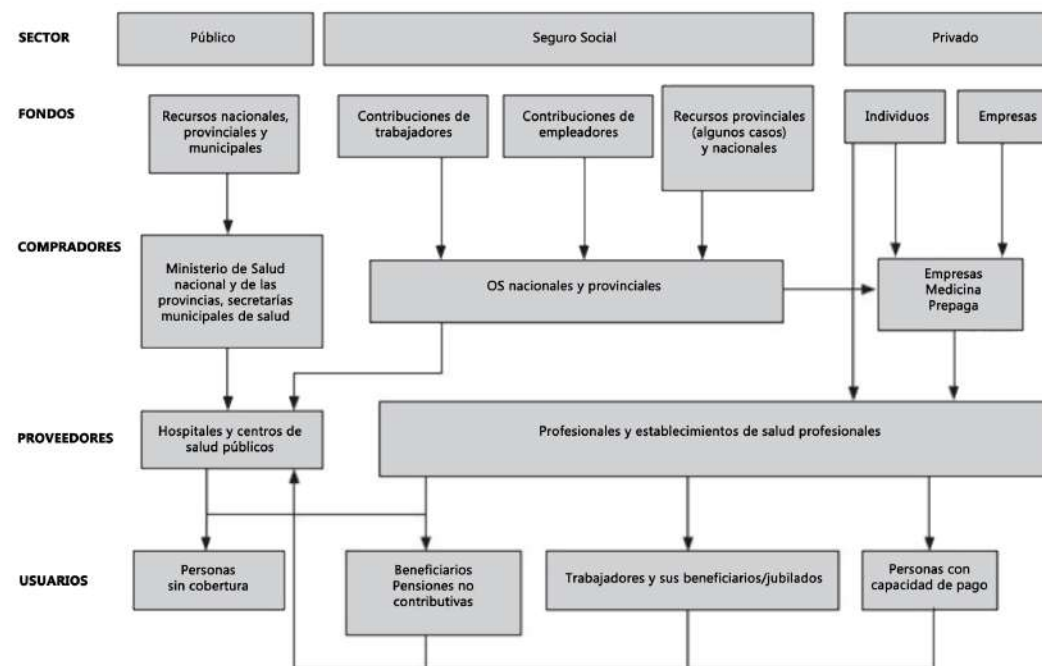 SECTOR
Público
Seguro Social
Privado
FONDOS
Recursos nacionales,
provinciales y
municipales
Contribuciones de
trabajadores
Contribuciones de
empleadores
Recursos provinciales
(algunos casos)
y nacionales
Individuos
Empresas
COMPRADORES
Ministerio de Salud
nacional y de las
provincias, secretarías
municipales de salud
OS nacionales y provinciales
Empresas
Medicina
Prepaga
PROVEEDORES
Hospitales y centros de
salud públicos
Profesionales y establecimientos de salud profesionales
USUARIOS
Personas
sin cobertura
Beneficiarios
Pensiones no
contributivas
Trabajadores y sus beneficiarios/jubilados
Personas con
capacidad de pago